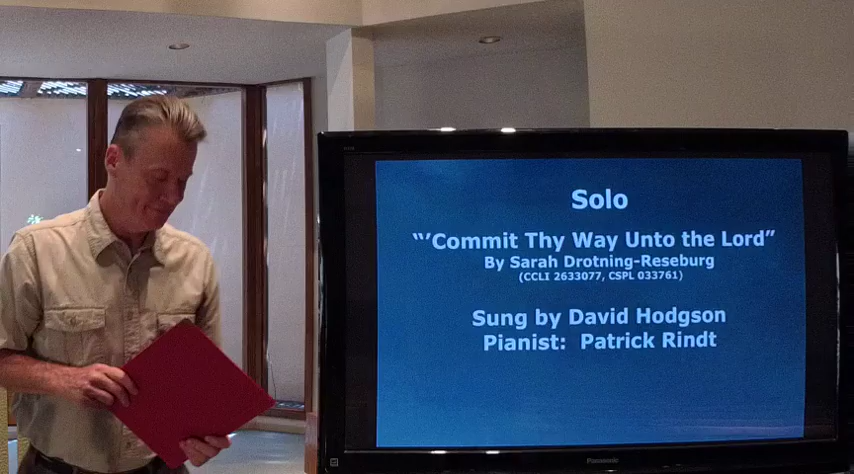 Solo
"'Commit Thy Way Unto the Lord"
By Sarah Drotning-Reseburg
(CCLI 2633077, CSPL 033761)
Sung by David Hodgson
Pianist: Patrick Rindt
Panasonic